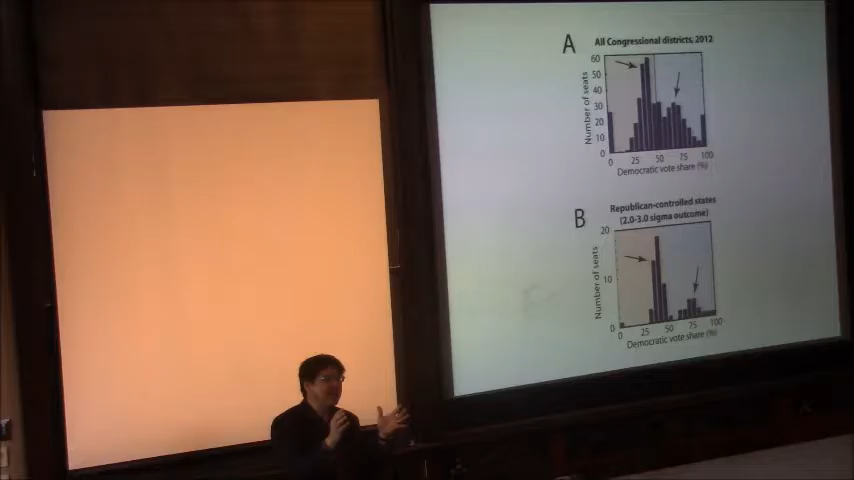 A
All Congressional districts, 2012
Number of seats
60
50
40
30
20
10
0
0 25 50 75 100
Democratic vote share (%)
B
Republican-controlled states
(2.0-3.0 sigma outcome)
Number of seats
20
10
0
0 25 50 75 100
Democratic vote share (%)